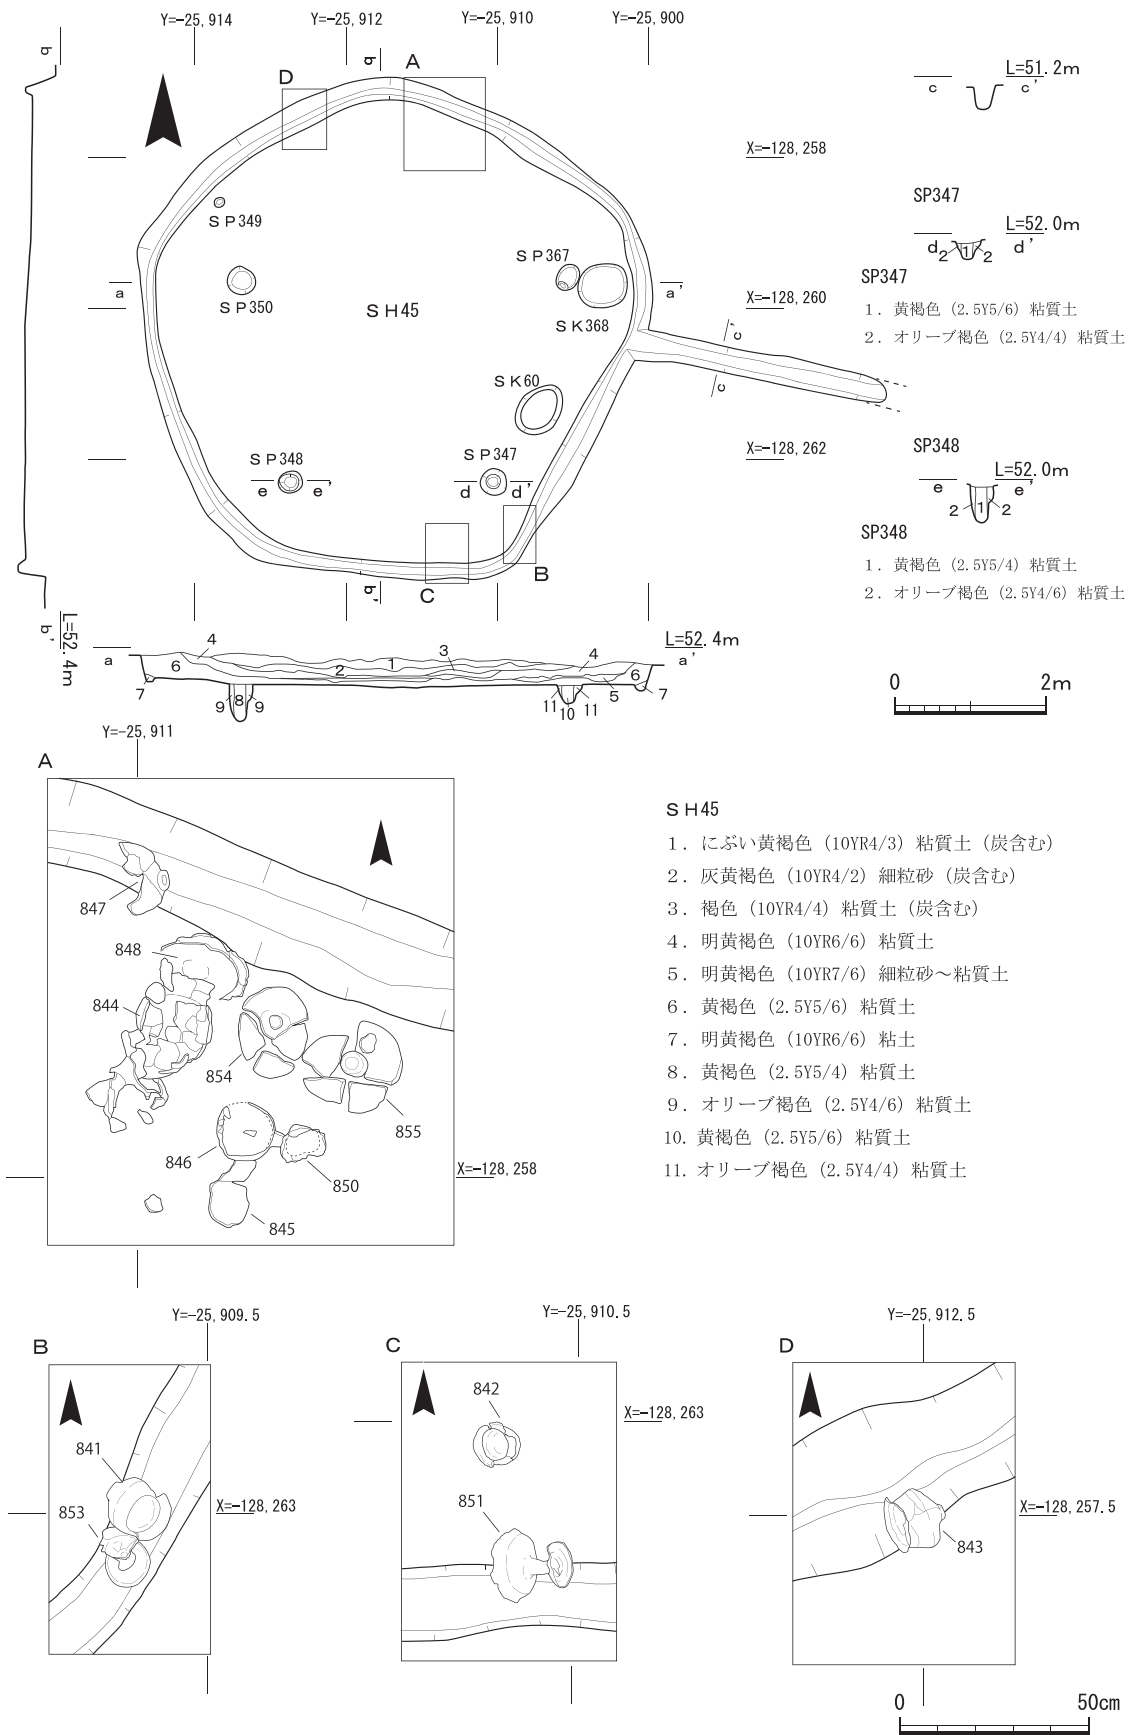 Y=-25,914
Y=-25,912
Y=-25,910
Y=-25,900
b
b
A
D
L=51.2m
c
c'
X=-128,258
SP349
SP347
L=52.0m
d
2
1
2
d'
SP367
a
SP350
SH45
SK368
a'
X=-128,260
SP347
1. 黄褐色 (2.5Y5/6) 粘質土
2. オリーブ褐色 (2.5Y4/4) 粘質土
c'
c
SK60
SP348
SP347
X=-128,262
SP348
L=52.0m
e
e'
d
d'
e
e'
2
1
2
SP348
1. 黄褐色 (2.5Y5/4) 粘質土
2. オリーブ褐色 (2.5Y4/6) 粘質土
B
C
b'
b'
L=52.4m
a
4
6
7
2
1
3
4
L=52.4m
a'
6
5
7
9
8
9
11
10
11
0
2m
Y=-25,911
A
847
848
844
854
855
846
850
845
X=-128,258
SH45
1. にぶい黄褐色 (10YR4/3) 粘質土 (炭含む)
2. 灰黄褐色 (10YR4/2) 細粒砂 (炭含む)
3. 褐色 (10YR4/4) 粘質土 (炭含む)
4. 明黄褐色 (10YR6/6) 粘質土
5. 明黄褐色 (10YR7/6) 細粒砂～粘質土
6. 黄褐色 (2.5Y5/6) 粘質土
7. 明黄褐色 (10YR6/6) 粘土
8. 黄褐色 (2.5Y5/4) 粘質土
9. オリーブ褐色 (2.5Y4/6) 粘質土
10. 黄褐色 (2.5Y5/6) 粘質土
11. オリーブ褐色 (2.5Y4/4) 粘質土
Y=-25,909.5
B
841
853
X=-128,263
Y=-25,910.5
C
842
X=-128,263
851
Y=-25,912.5
D
X=-128,257.5
843
0
50cm